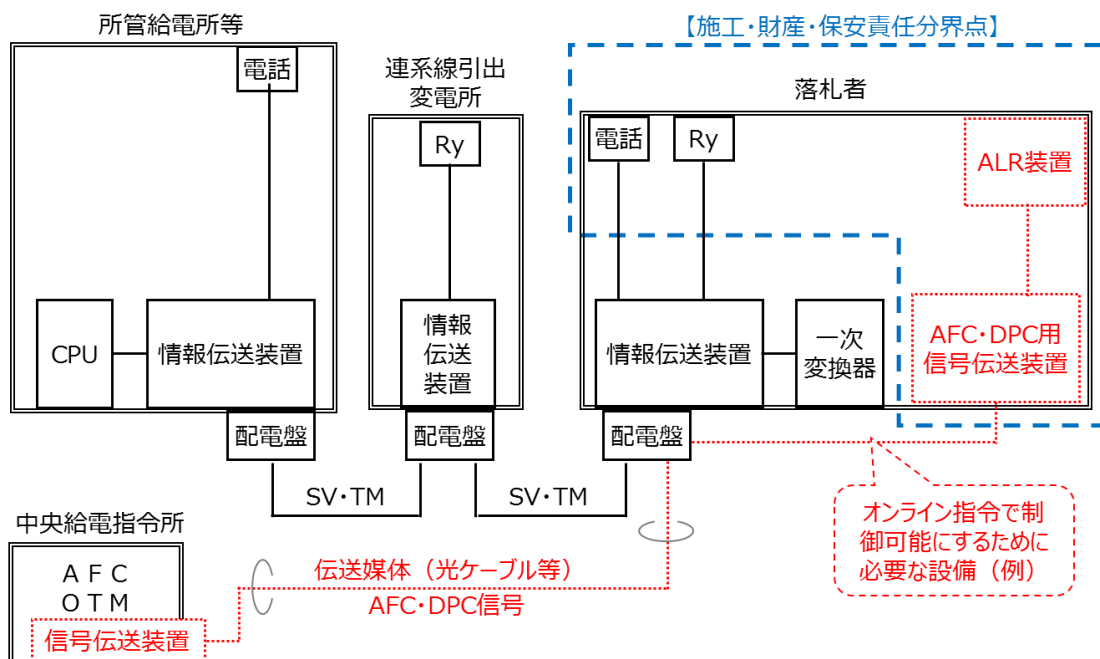 所管給電所等
電話
CPU
情報伝送装置
配電盤
連系線引出
変電所
Ry
情報
伝送
装置
配電盤
【施工・財産・保安責任分界点】
落札者
電話
Ry
ALR装置
情報伝送装置
一次
変換器
AFC・DPC用
信号伝送装置
配電盤
SV・TM
SV・TM
オンライン指令で制
御可能にするために
必要な設備（例）
中央給電指令所
ＡＦＣ
ＯＴＭ
信号伝送装置
伝送媒体（光ケーブル等）
AFC・DPC信号